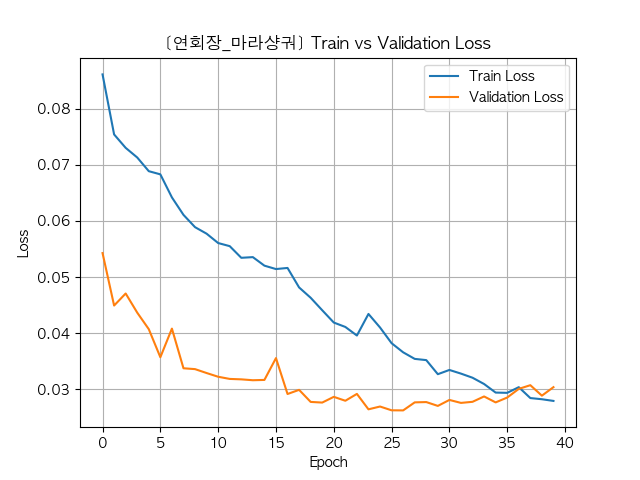 [연회장_마라샹궈] Train vs Validation Loss
Train Loss
Validation Loss
Loss
0.08
0.07
0.06
0.05
0.04
0.03
0 5 10 15 20 25 30 35 40
Epoch